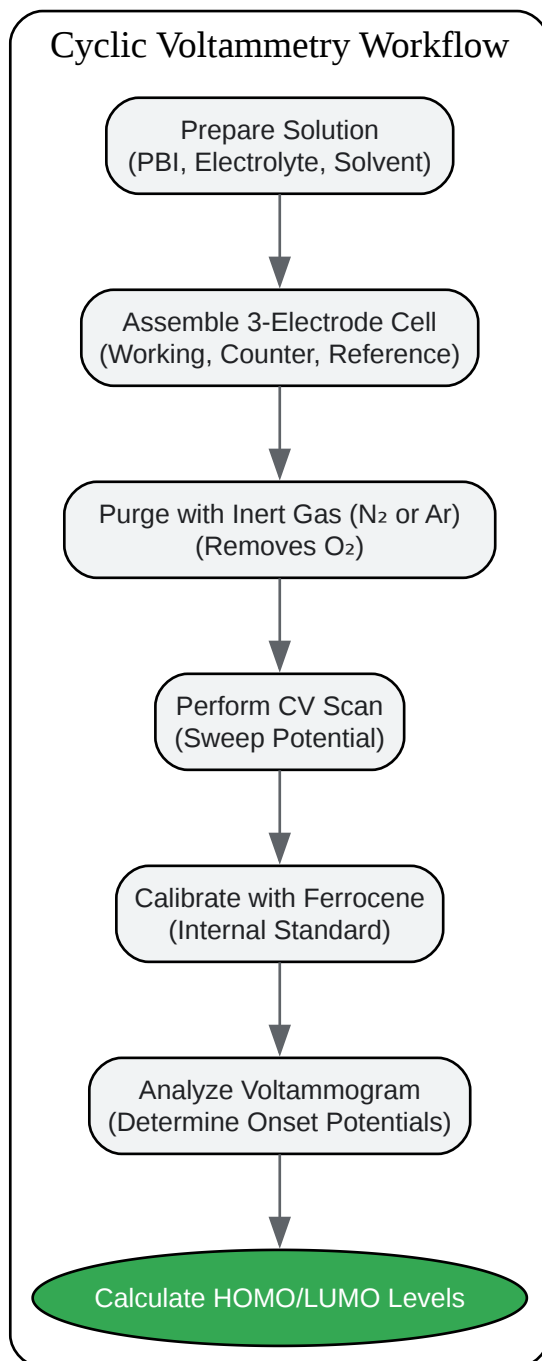 Cyclic Voltammetry Workflow
Prepare Solution
(PBI, Electrolyte, Solvent)
Assemble 3-Electrode Cell
(Working, Counter, Reference)
Purge with Inert Gas (N₂ or Ar)
(Removes O₂)
Perform CV Scan
(Sweep Potential)
Calibrate with Ferrocene
(Internal Standard)
Analyze Voltammogram
(Determine Onset Potentials)
Calculate HOMO/LUMO Levels